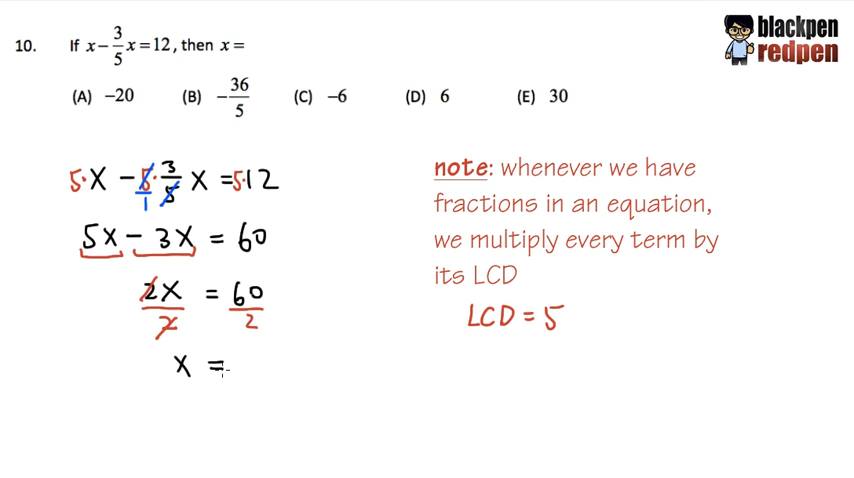 blackpen
redpen
10. If x - 3/5 x = 12, then x =
(A) -20 (B) - 36/5 (C) -6 (D) 6 (E) 30
5·x - 5/1 · 3/5 x = 5·12
5x - 3x = 60
2x/2 = 60/2
x =
note: whenever we have
fractions in an equation,
we multiply every term by
its LCD
LCD = 5